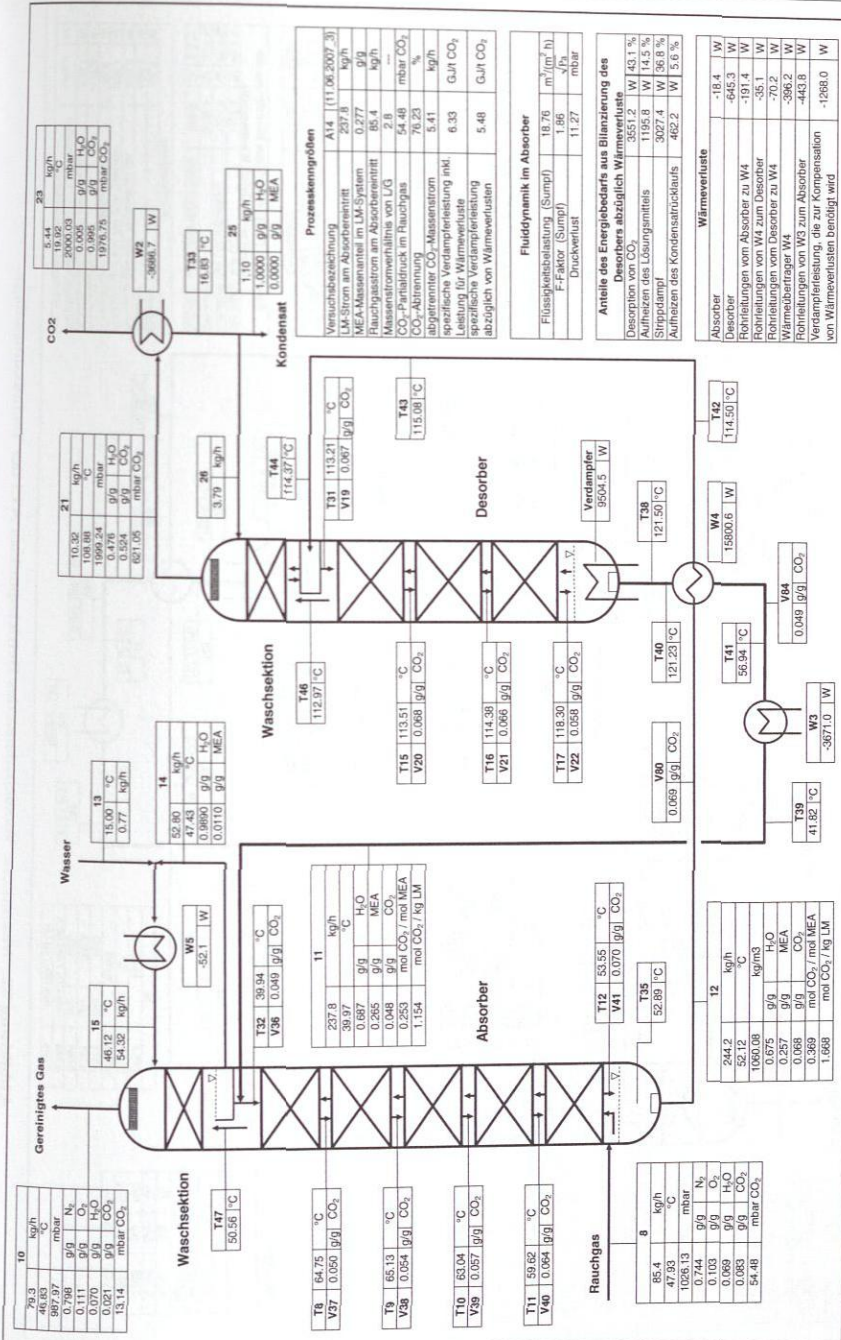 10
79.3 kg/h
46.83 °C
987.97 mbar
0.798 g/g N₂
0.111 g/g O₂
0.070 g/g H₂O
0.021 g/g CO₂
13.14 mbar CO₂
Gereinigtes Gas
15
46.12 °C
54.32 kg/h
W5
-52.1 W
Wasser
13
15.00 °C
0.77 kg/h
14
52.80 kg/h
47.43 °C
0.9890 g/g H₂O
0.0110 g/g MEA
Waschsektion
T47
50.56 °C
T32 39.94 °C
V36 0.049 g/g CO₂
T8 64.75 °C
V37 0.050 g/g CO₂
T9 65.13 °C
V38 0.054 g/g CO₂
T10 63.04 °C
V39 0.057 g/g CO₂
T11 59.62 °C
V40 0.064 g/g CO₂
11
237.8 kg/h
39.97 °C
0.687 g/g H₂O
0.265 g/g MEA
0.048 g/g CO₂
0.253 mol CO₂ / mol MEA
1.154 mol CO₂ / kg LM
Absorber
T12 53.55 °C
V41 0.070 g/g CO₂
T35
52.89 °C
Rauchgas
8
85.4 kg/h
47.93 °C
1026.13 mbar
0.744 g/g N₂
0.103 g/g O₂
0.069 g/g H₂O
0.083 g/g CO₂
54.48 mbar CO₂
12
244.2 kg/h
52.12 °C
1060.08 kg/m3
0.675 g/g H₂O
0.257 g/g MEA
0.068 g/g CO₂
0.369 mol CO₂ / mol MEA
1.668 mol CO₂ / kg LM
T39
41.82 °C
W3
-3671.0 W
V80
0.069 g/g CO₂
T41
56.94 °C
V84
0.049 g/g CO₂
T40
121.23 °C
W4
15800.6 W
T38
121.50 °C
T42
114.50 °C
Verdampfer
9504.5 W
21
10.32 kg/h
108.88 °C
1999.24 mbar
0.476 g/g H₂O
0.524 g/g CO₂
621.05 mbar CO₂
CO2
23
5.44 kg/h
19.92 °C
2000.03 mbar
0.005 g/g H₂O
0.995 g/g CO₂
1976.75 mbar CO₂
W2
-3686.7 W
T33
16.83 °C
25
1.10 kg/h
1.0000 g/g H₂O
0.0000 g/g MEA
Kondensat
26
3.79 kg/h
Waschsektion
T46
112.97 °C
T44
114.37 °C
T31 113.21 °C
V19 0.067 g/g CO₂
T43
115.08 °C
Desorber
T15 113.51 °C
V20 0.068 g/g CO₂
T16 114.38 °C
V21 0.066 g/g CO₂
T17 118.30 °C
V22 0.058 g/g CO₂
Prozesskenngrößen
Versuchsbezeichnung A14 (11.06.2007_3)
LM-Strom am Absorbereintritt 237.8 kg/h
MEA-Massenanteil im LM-System 0.277 g/g
Rauchgasstrom am Absorbereintritt 85.4 kg/h
Massenstromverhältnis von L/G 2.8 ---
CO₂-Partialdruck im Rauchgas 54.48 mbar CO₂
CO₂-Abtrennung 76.23 %
abgetrennter CO₂-Massenstrom 5.41 kg/h
spezifische Verdampferleistung inkl.
Leistung für Wärmeverluste 6.33 GJ/t CO₂
spezifische Verdampferleistung
abzüglich von Wärmeverlusten 5.48 GJ/t CO₂
Fluiddynamik im Absorber
Flüssigkeitsbelastung (Sumpf) 18.76 m³/(m² h)
F-Faktor (Sumpf) 1.86 √Pa
Druckverlust 11.27 mbar
Anteile des Energiebedarfs aus Bilanzierung des
Desorbers abzüglich Wärmeverluste
Desorption von CO₂ 3551.2 W 43.1 %
Aufheizen des Lösungsmittels 1195.8 W 14.5 %
Strippdampf 3027.4 W 36.8 %
Aufheizen des Kondensatrücklaufs 462.2 W 5.6 %
Wärmeverluste
Absorber -18.4 W
Desorber -645.3 W
Rohrleitungen vom Absorber zu W4 -191.4 W
Rohrleitungen von W4 zum Desorber -35.1 W
Rohrleitungen vom Desorber zu W4 -70.2 W
Wärmeübertrager W4 -396.2 W
Rohrleitungen von W3 zum Absorber -443.8 W
Verdampferleistung, die zur Kompensation
von Wärmeverlusten benötigt wird -1268.0 W